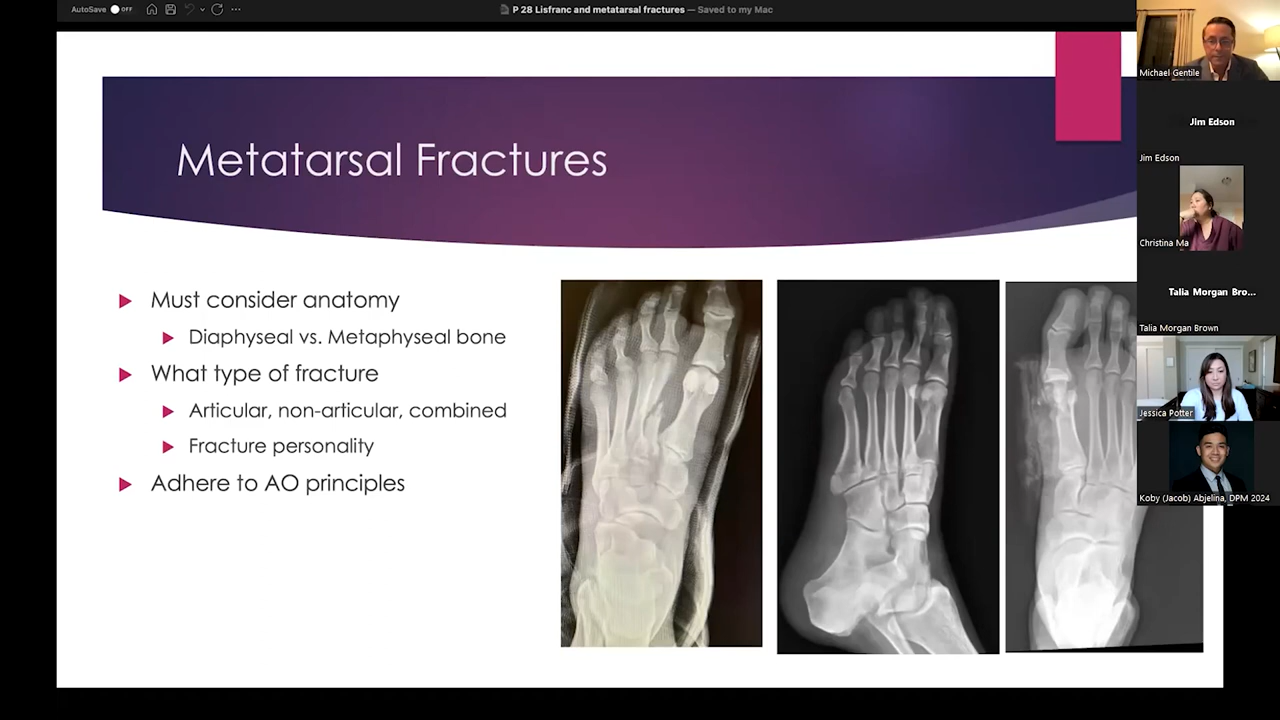 AutoSave OFF
P 28 Lisfranc and metatarsal fractures — Saved to my Mac
Metatarsal Fractures
Must consider anatomy
Diaphyseal vs. Metaphyseal bone
What type of fracture
Articular, non-articular, combined
Fracture personality
Adhere to AO principles
Michael Gentile
Jim Edson
Jim Edson
Christina Ma
Talia Morgan Bro...
Talia Morgan Brown
Jessica Potter
Koby (Jacob) Abjelina, DPM 2024